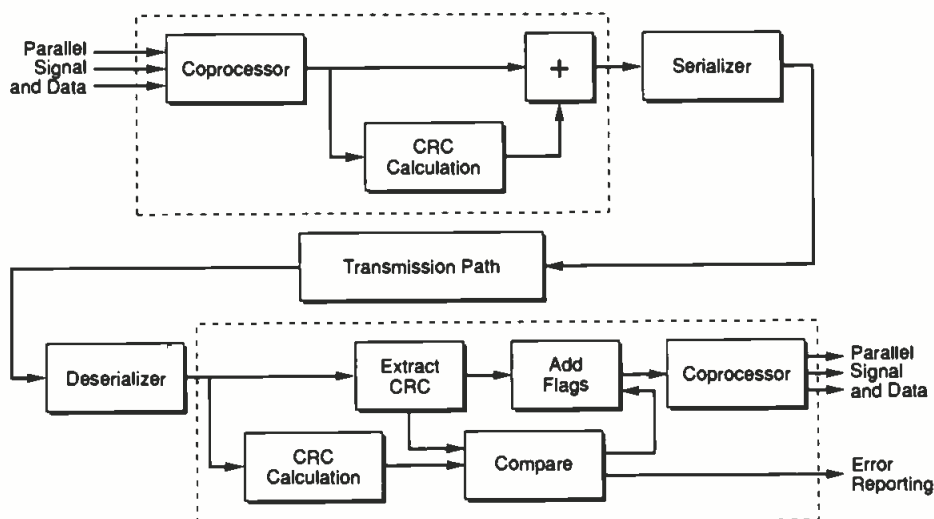 Parallel
Signal
and Data
Coprocessor
+
Serializer
CRC
Calculation
Transmission Path
Deserializer
Extract
CRC
Add
Flags
Coprocessor
Parallel
Signal
and Data
CRC
Calculation
Compare
Error
Reporting